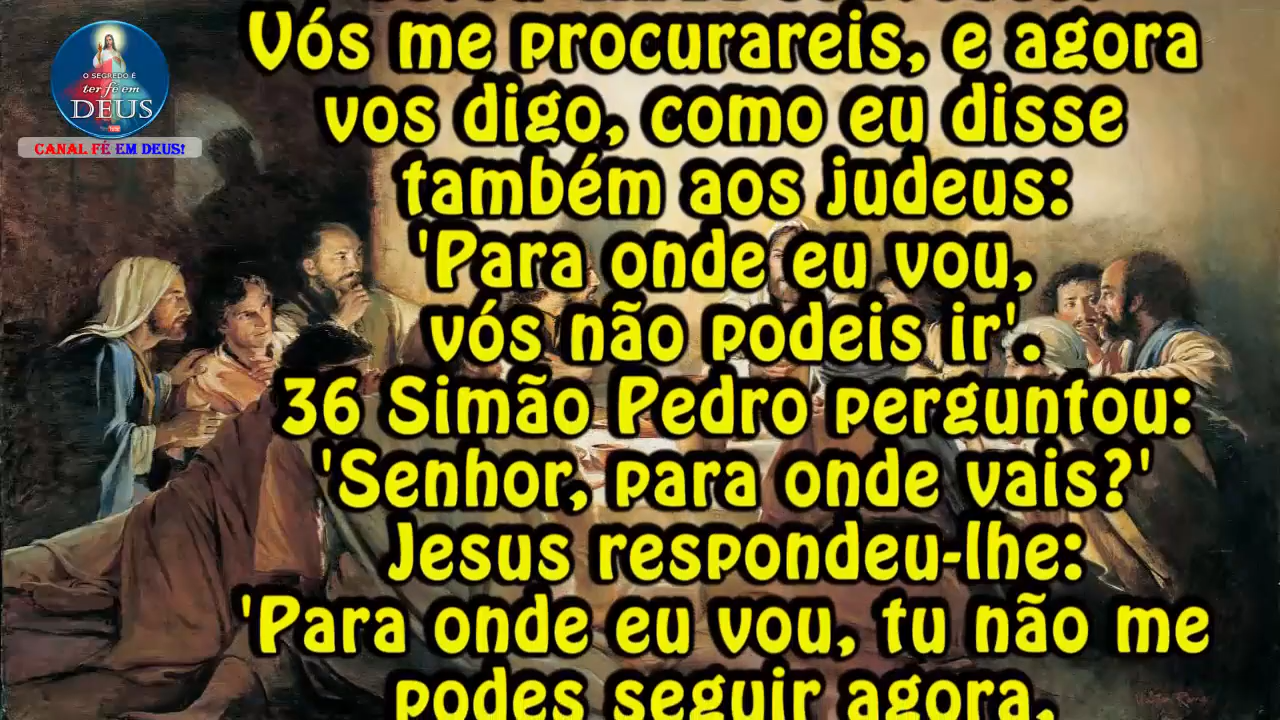 O SEGREDO É
ter fé em
DEUS
CANAL FÉ EM DEUS!
Vós me procurareis, e agora
vos digo, como eu disse
também aos judeus:
'Para onde eu vou,
vós não podeis ir'.
36 Simão Pedro perguntou:
'Senhor, para onde vais?'
Jesus respondeu-lhe:
'Para onde eu vou, tu não me
podes seguir agora,